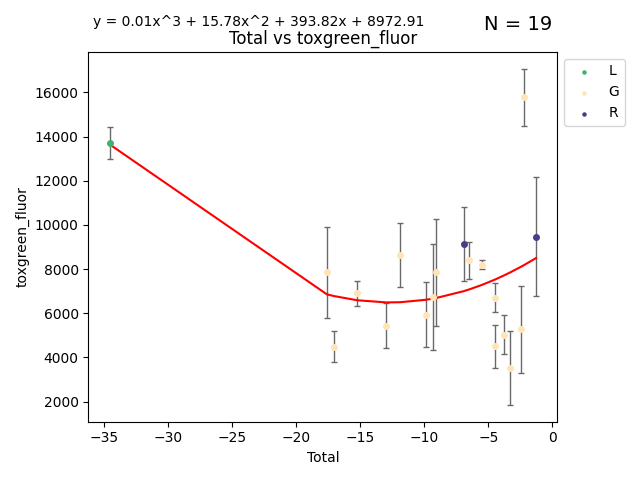 y = 0.01x^3 + 15.78x^2 + 393.82x + 8972.91
N = 19
Total vs toxgreen_fluor
L
G
R
16000
14000
12000
10000
8000
6000
4000
2000
toxgreen_fluor
−35
−30
−25
−20
−15
−10
−5
0
Total